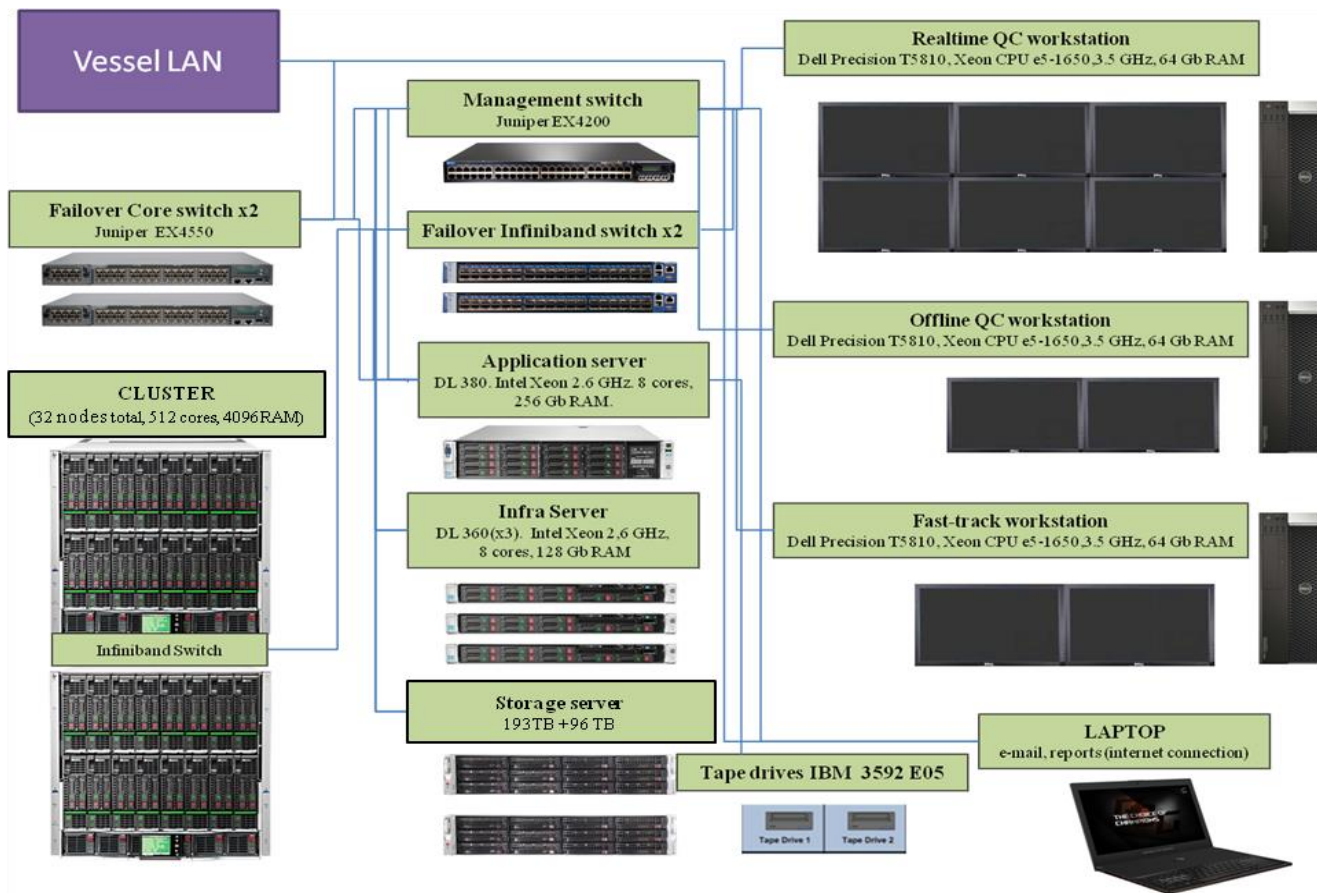 Vessel LAN
Management switch
Juniper EX4200
Failover Core switch x2
Juniper EX4550
Failover Infiniband switch x2
Application server
DL 380. Intel Xeon 2.6 GHz. 8 cores,
256 Gb RAM.
CLUSTER
(32 nodes total, 512 cores, 4096RAM)
Infra Server
DL 360(x3). Intel Xeon 2,6 GHz,
8 cores, 128 Gb RAM
Infiniband Switch
Storage server
193TB +96 TB
Tape drives IBM 3592 E05
Tape Drive 1
Tape Drive 2
Realtime QC workstation
Dell Precision T5810, Xeon CPU e5-1650,3.5 GHz, 64 Gb RAM
Offline QC workstation
Dell Precision T5810, Xeon CPU e5-1650,3.5 GHz, 64 Gb RAM
Fast-track workstation
Dell Precision T5810, Xeon CPU e5-1650,3.5 GHz, 64 Gb RAM
LAPTOP
e-mail, reports (internet connection)
THE CHOICE OF
CHAMPIONS